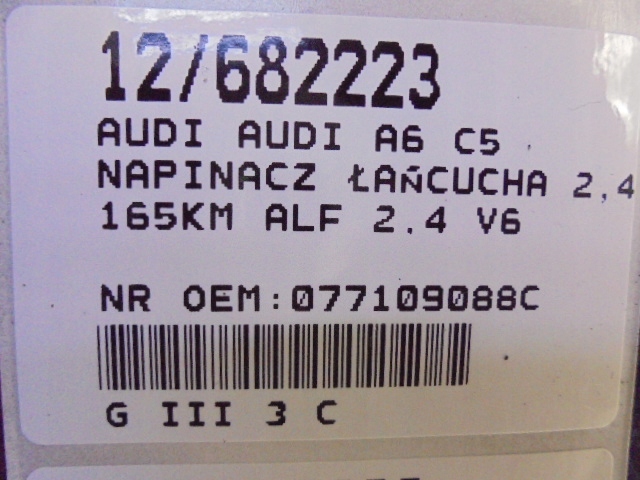 12/682223
AUDI AUDI A6 C5
NAPINACZ ŁAńCUCHA 2,4
165KM ALF 2.4 V6
NR OEM:077109088C
G III 3 C